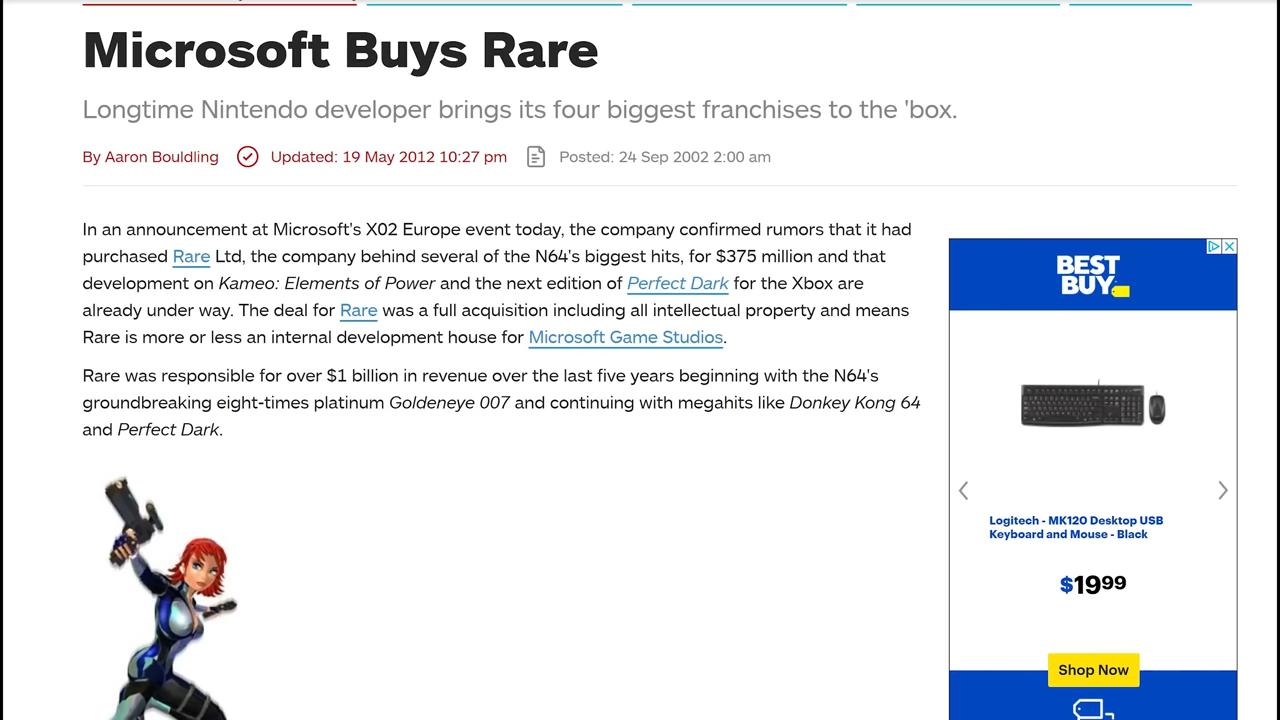 Microsoft Buys Rare
Longtime Nintendo developer brings its four biggest franchises to the 'box.
By Aaron Bouldling Updated: 19 May 2012 10:27 pm Posted: 24 Sep 2002 2:00 am
In an announcement at Microsoft's X02 Europe event today, the company confirmed rumors that it had
purchased Rare Ltd, the company behind several of the N64's biggest hits, for $375 million and that
development on Kameo: Elements of Power and the next edition of Perfect Dark for the Xbox are
already under way. The deal for Rare was a full acquisition including all intellectual property and means
Rare is more or less an internal development house for Microsoft Game Studios.
Rare was responsible for over $1 billion in revenue over the last five years beginning with the N64's
groundbreaking eight-times platinum Goldeneye 007 and continuing with megahits like Donkey Kong 64
and Perfect Dark.
BEST
BUY
Logitech - MK120 Desktop USB
Keyboard and Mouse - Black
$1999
Shop Now